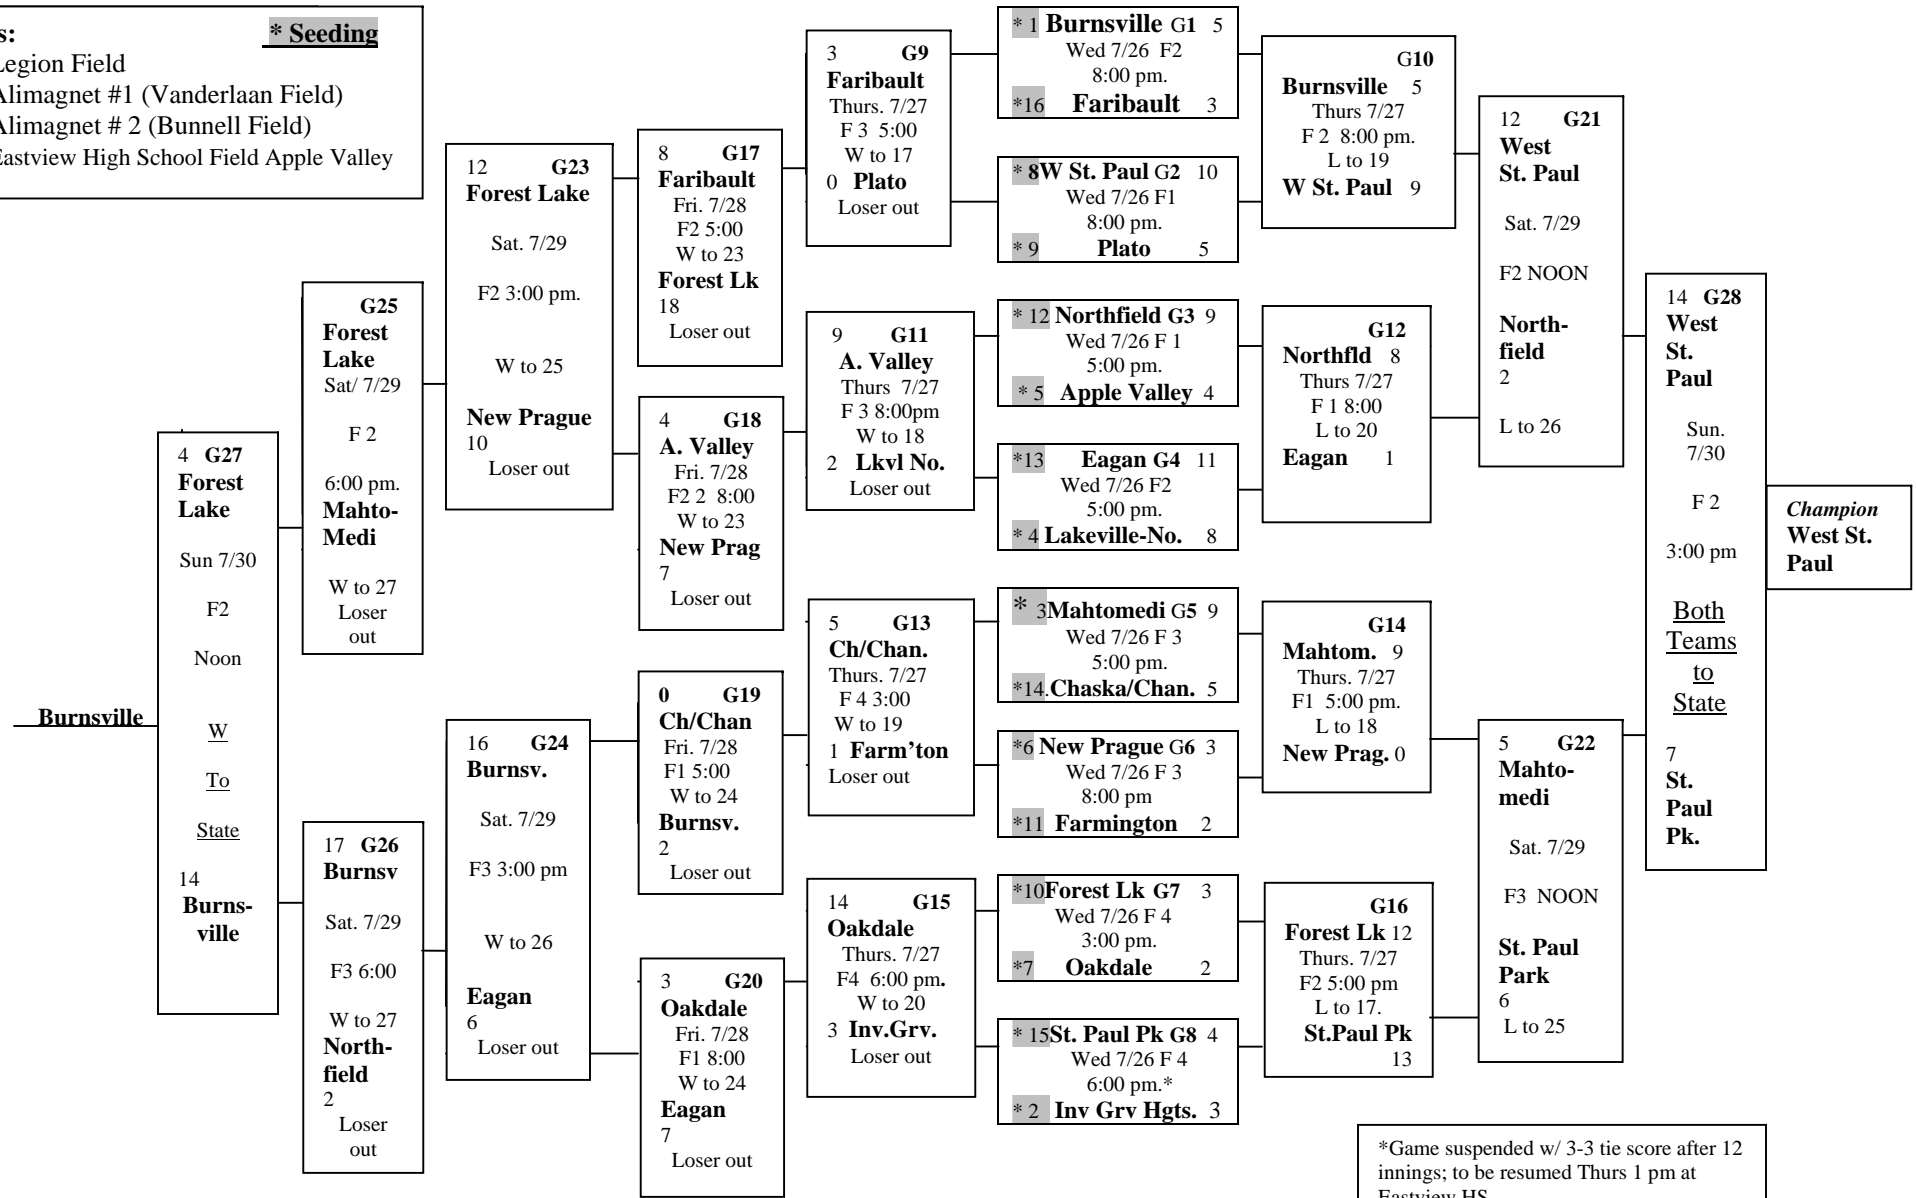 s: * Seeding
Legion Field
Alimagnet #1 (Vanderlaan Field)
Alimagnet # 2 (Bunnell Field)
Eastview High School Field Apple Valley
Burnsville
4 G27
Forest
Lake
Sun 7/30
F2
Noon
W
To
State
14
Burns-
ville
G25
Forest
Lake
Sat/ 7/29
F 2
6:00 pm.
Mahto-
Medi
W to 27
Loser
out
17 G26
Burnsv
Sat. 7/29
F3 6:00
W to 27
North-
field
2
Loser
out
12 G23
Forest Lake
Sat. 7/29
F2 3:00 pm.
W to 25
New Prague
10
Loser out
16 G24
Burnsv.
Sat. 7/29
F3 3:00 pm
W to 26
Eagan
6
Loser out
8 G17
Faribault
Fri. 7/28
F2 5:00
W to 23
Forest Lk
18
Loser out
4 G18
A. Valley
Fri. 7/28
F2 2 8:00
W to 23
New Prag
7
Loser out
0 G19
Ch/Chan
Fri. 7/28
F1 5:00
W to 24
Burnsv.
2
Loser out
3 G20
Oakdale
Fri. 7/28
F1 8:00
W to 24
Eagan
7
Loser out
3 G9
Faribault
Thurs. 7/27
F 3 5:00
W to 17
0 Plato
Loser out
9 G11
A. Valley
Thurs 7/27
F 3 8:00pm
W to 18
2 Lkvl No.
Loser out
5 G13
Ch/Chan.
Thurs. 7/27
F 4 3:00
W to 19
1 Farm'ton
Loser out
14 G15
Oakdale
Thurs. 7/27
F4 6:00 pm.
W to 20
3 Inv.Grv.
Loser out
* 1 Burnsville G1 5
Wed 7/26 F2
8:00 pm.
*16 Faribault 3
* 8W St. Paul G2 10
Wed 7/26 F1
8:00 pm.
* 9 Plato 5
* 12 Northfield G3 9
Wed 7/26 F 1
5:00 pm.
* 5 Apple Valley 4
*13 Eagan G4 11
Wed 7/26 F2
5:00 pm.
* 4 Lakeville-No. 8
* 3Mahtomedi G5 9
Wed 7/26 F 3
5:00 pm.
*14.Chaska/Chan. 5
*6 New Prague G6 3
Wed 7/26 F 3
8:00 pm
*11 Farmington 2
*10Forest Lk G7 3
Wed 7/26 F 4
3:00 pm.
*7 Oakdale 2
* 15St. Paul Pk G8 4
Wed 7/26 F 4
6:00 pm.*
* 2 Inv Grv Hgts. 3
G10
Burnsville 5
Thurs 7/27
F 2 8:00 pm.
L to 19
W St. Paul 9
G12
Northfld 8
Thurs 7/27
F 1 8:00
L to 20
Eagan 1
G14
Mahtom. 9
Thurs. 7/27
F1 5:00 pm.
L to 18
New Prag. 0
G16
Forest Lk 12
Thurs. 7/27
F2 5:00 pm
L to 17.
St.Paul Pk
13
12 G21
West
St. Paul
Sat. 7/29
F2 NOON
North-
field
2
L to 26
5 G22
Mahto-
medi
Sat. 7/29
F3 NOON
St. Paul
Park
6
L to 25
14 G28
West
St.
Paul
Sun.
7/30
F 2
3:00 pm
Both
Teams
to
State
7
St.
Paul
Pk.
Champion
West St.
Paul
*Game suspended w/ 3-3 tie score after 12
innings; to be resumed Thurs 1 pm at
Eastview HS